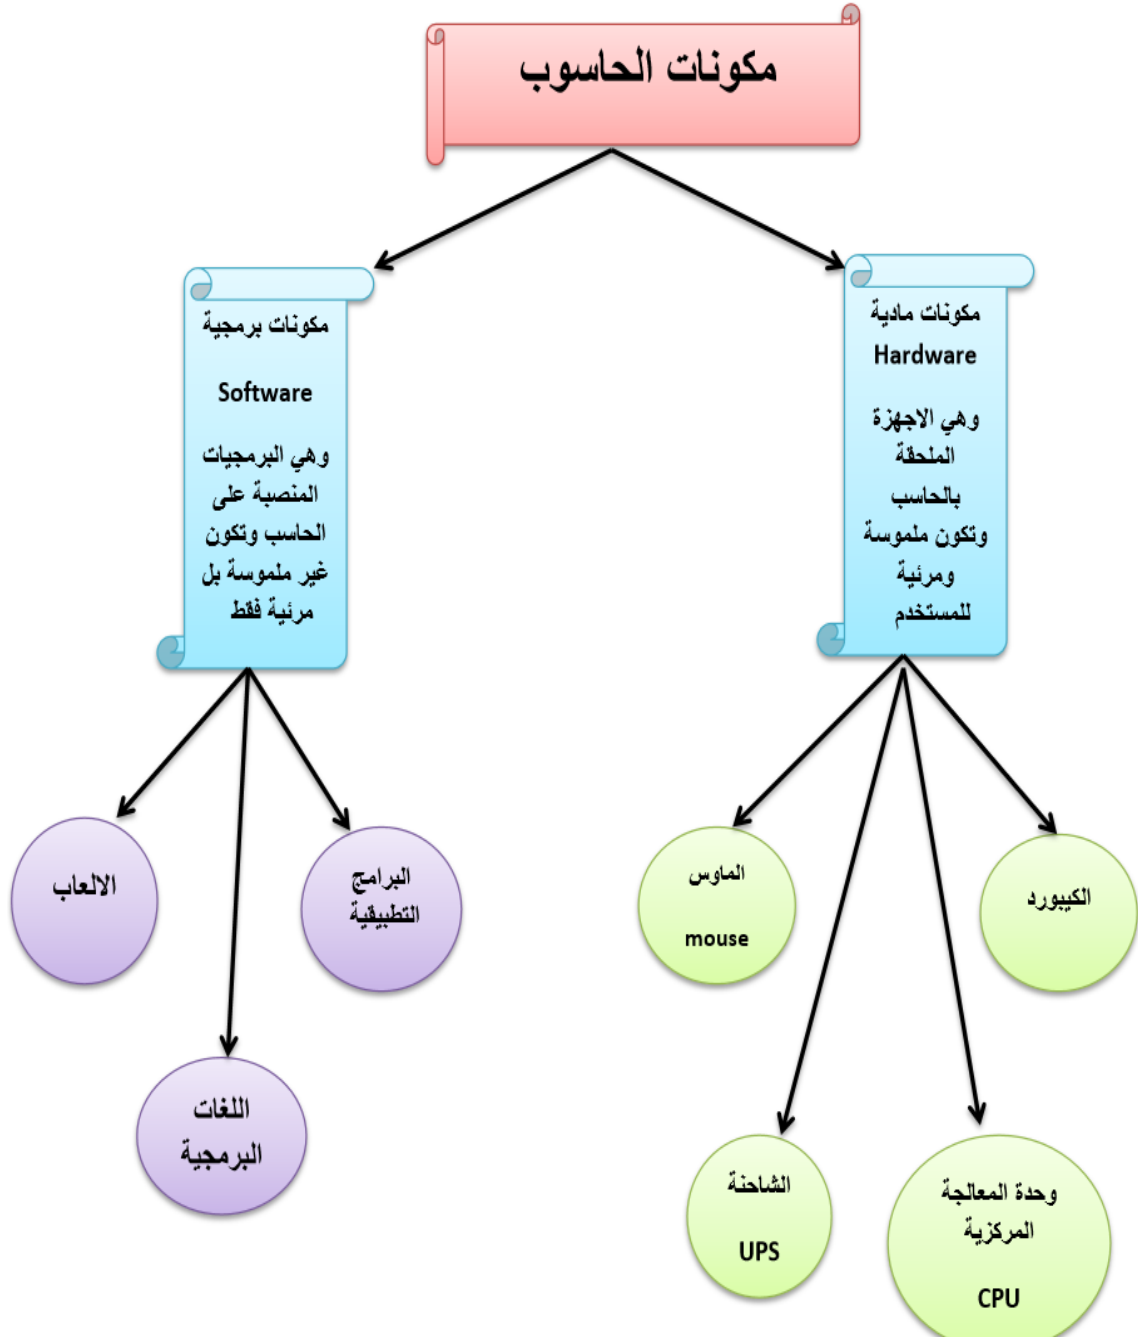 مكونات الحاسوب
مكونات مادية
Hardware
وهي الاجهزة
الملحقة
بالحاسب
وتكون ملموسة
ومرئية
للمستخدم
مكونات برمجية
Software
وهي البرمجيات
المنصبة على
الحاسب وتكون
غير ملموسة بل
مرئية فقط
الكيبورد
الماوس
mouse
وحدة المعالجة
المركزية
CPU
الشاحنة
UPS
البرامج
التطبيقية
الالعاب
اللغات
البرمجية